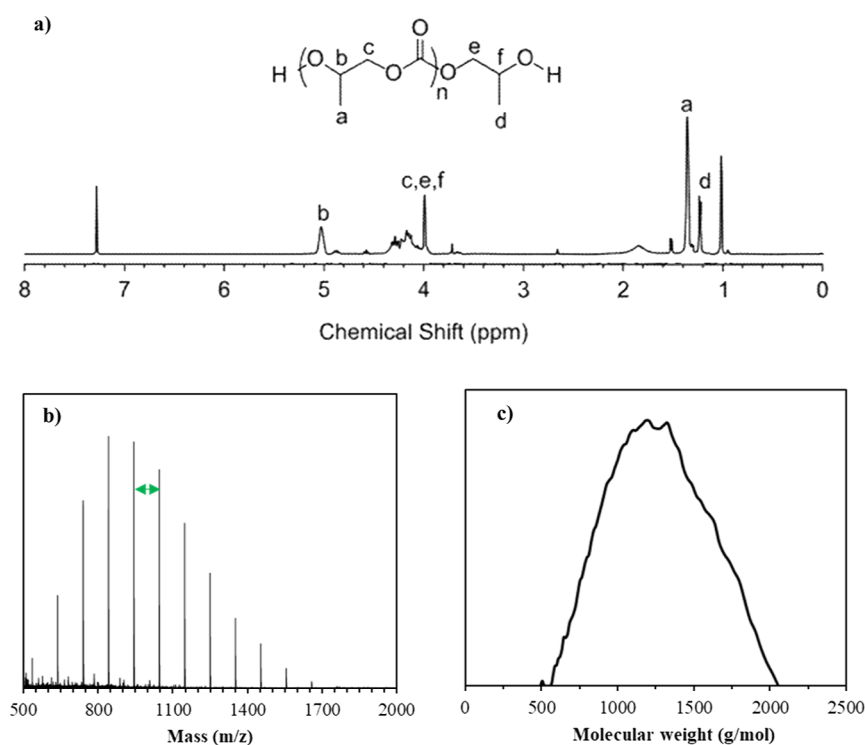 a)
O
H
O
b
c
O
n
O
e
f
O
H
a
d
a
d
c,e,f
b
8 7 6 5 4 3 2 1 0
Chemical Shift (ppm)
b)
500 800 1100 1400 1700 2000
Mass (m/z)
c)
0 500 1000 1500 2000 2500
Molecular weight (g/mol)